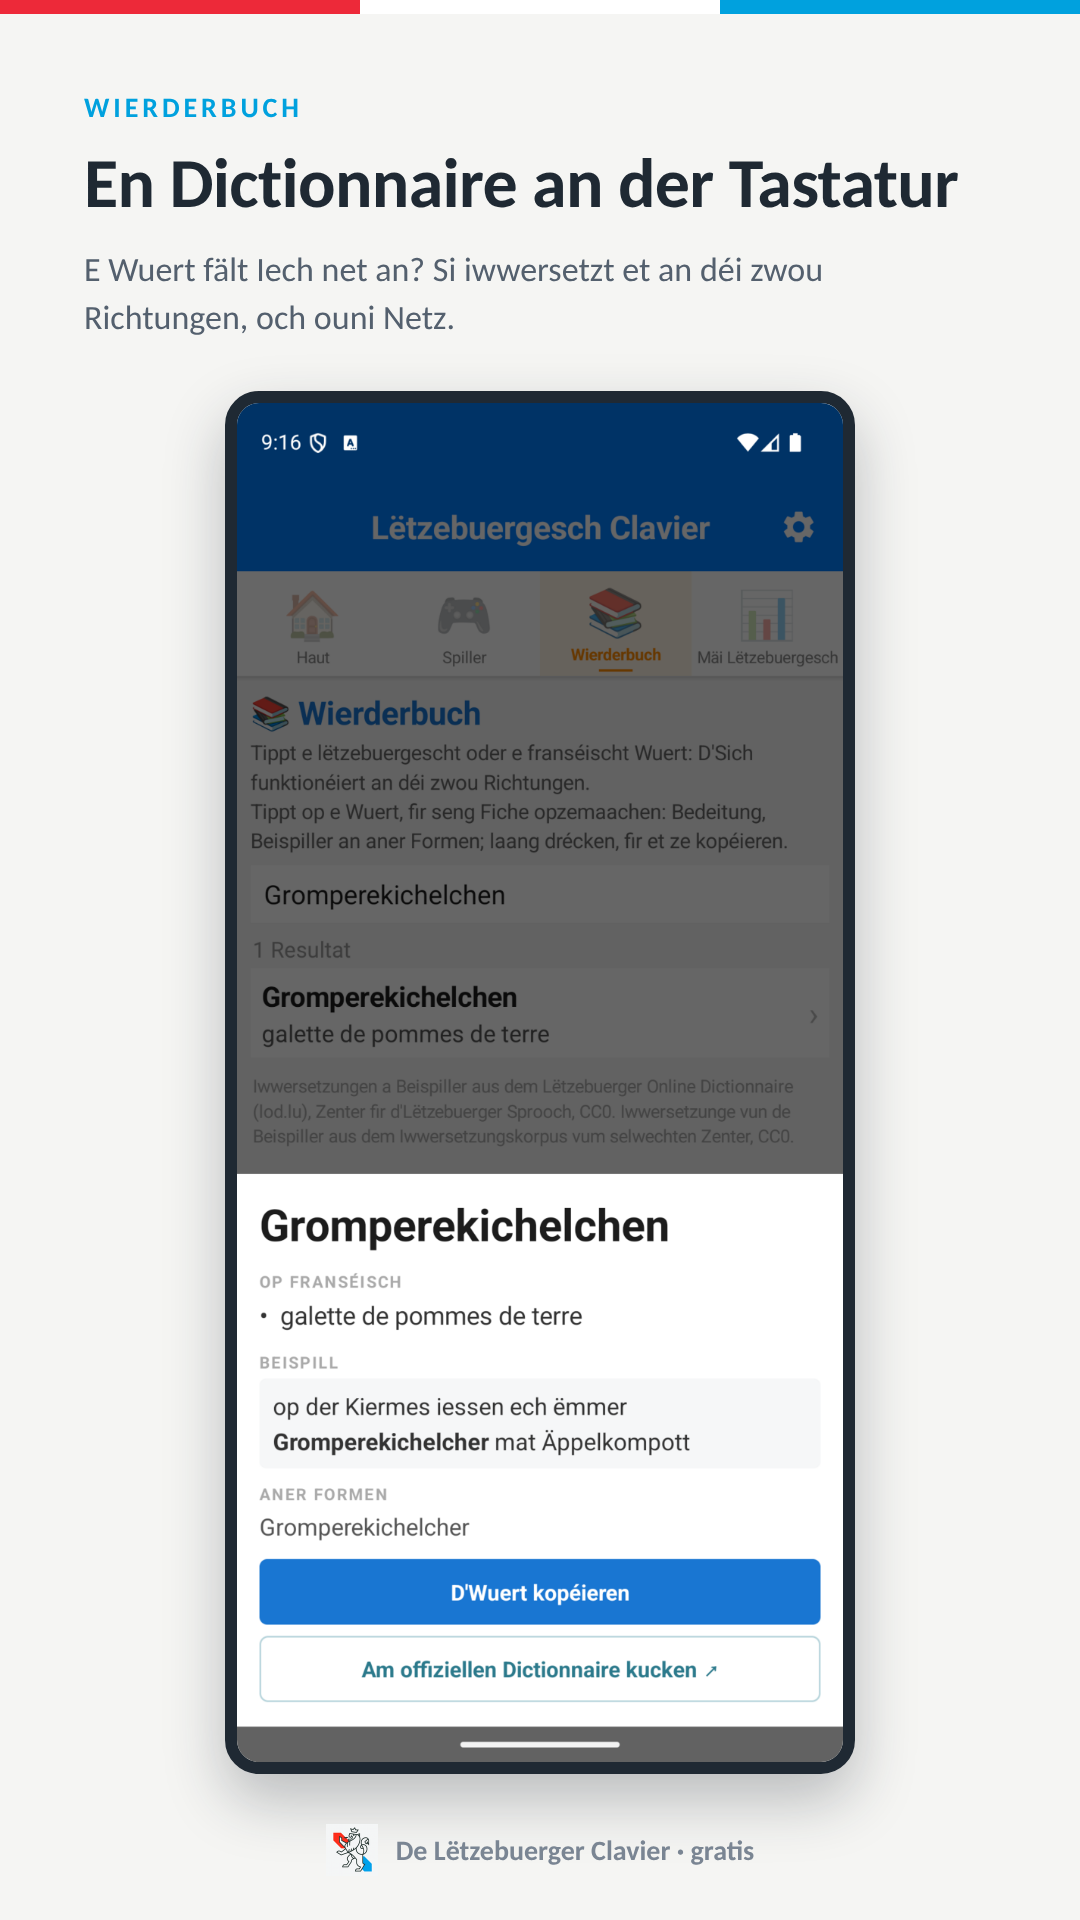 WIERDERBUCH
En Dictionnaire an der Tastatur
E Wuert fält Iech net an? Si iwwersetzt et an déi zwou
Richtungen, och ouni Netz.
9:16
Lëtzebuergesch Clavier
Haut
Spiller
Wierderbuch
Mäi Lëtzebuergesch
Wierderbuch
Tippt e lëtzebuergescht oder e franséischt Wuert: D'Sich
funktionéiert an déi zwou Richtungen.
Tippt op e Wuert, fir seng Fiche opzemaachen: Bedeitung,
Beispiller an aner Formen; laang drécken, fir et ze kopéieren.
Gromperekichelchen
1 Resultat
Gromperekichelchen
galette de pommes de terre
Iwwersetzungen a Beispiller aus dem Lëtzebuerger Online Dictionnaire
(lod.lu), Zenter fir d'Lëtzebuerger Sprooch, CC0. Iwwersetzunge vun de
Beispiller aus dem Iwwersetzungskorpus vum selwechten Zenter, CC0.
Gromperekichelchen
OP FRANSÉISCH
• galette de pommes de terre
BEISPILL
op der Kiermes iessen ech ëmmer
Gromperekichelcher mat Äppelkompott
ANER FORMEN
Gromperekichelcher
D'Wuert kopéieren
Am offiziellen Dictionnaire kucken ↗
De Lëtzebuerger Clavier · gratis